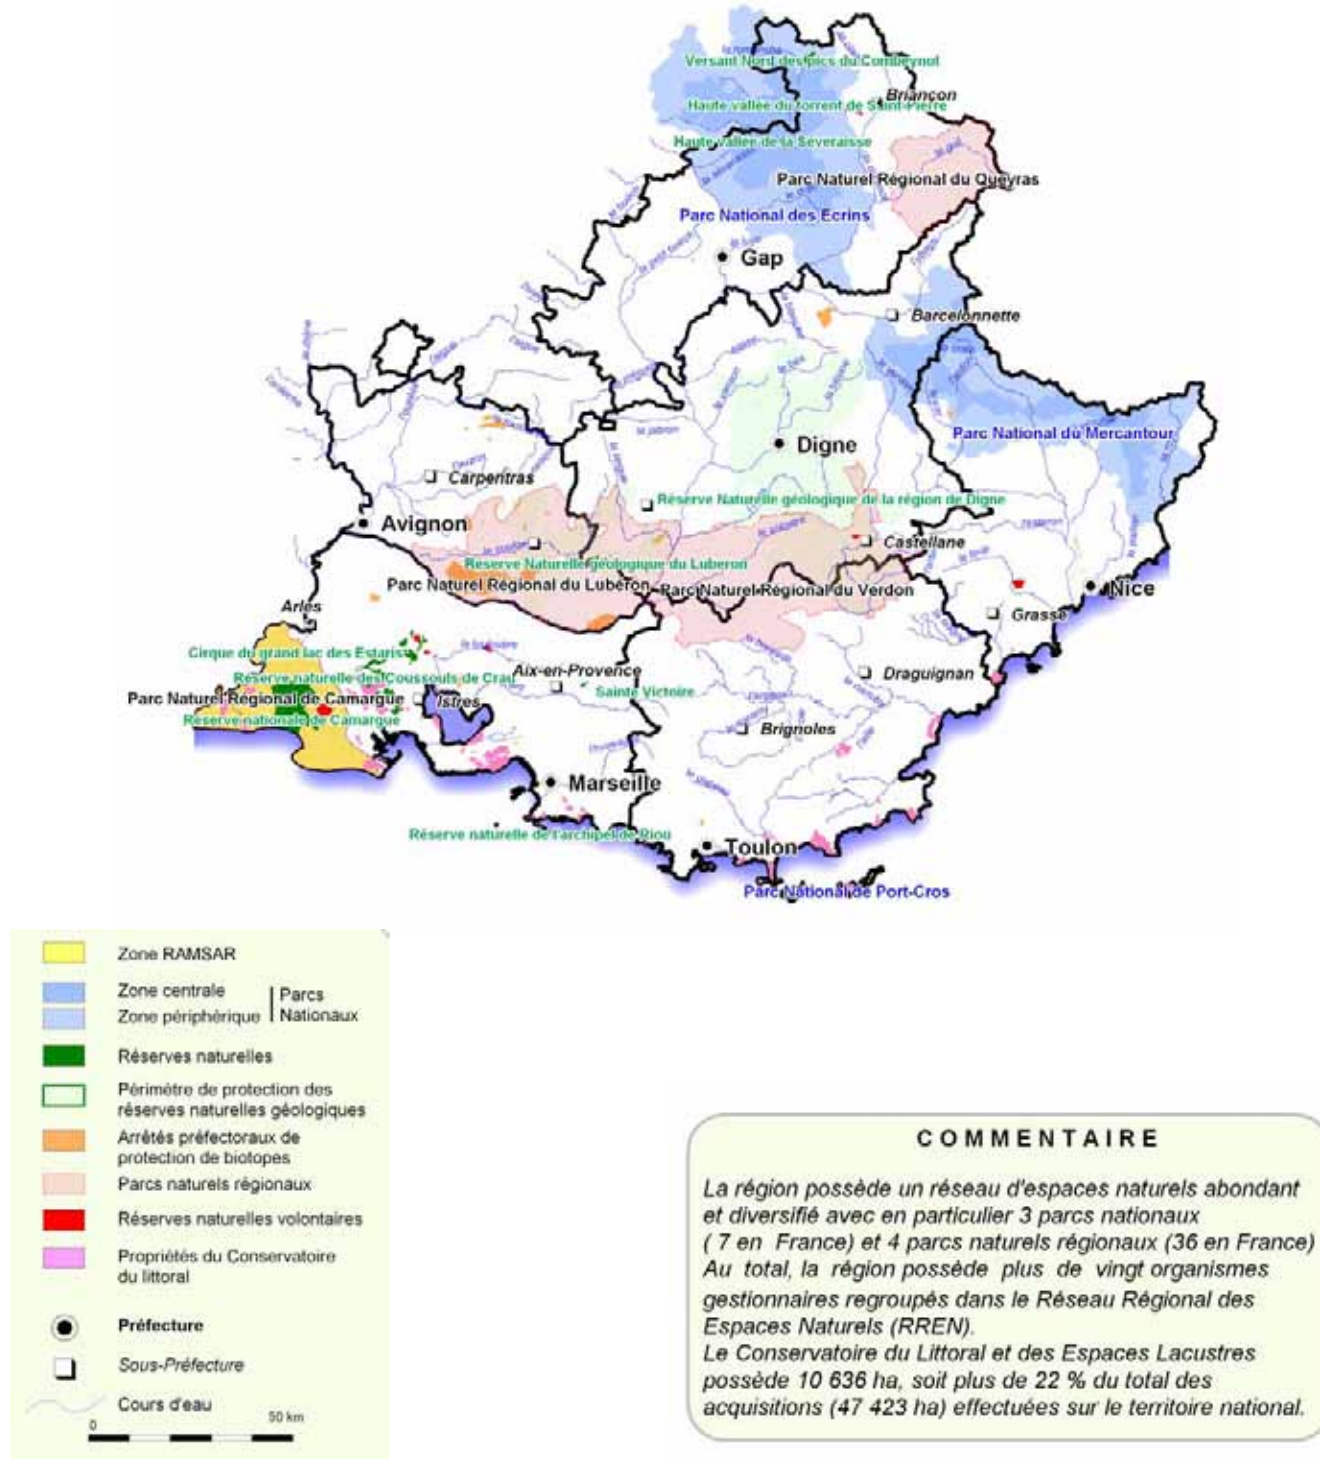 Versant Nord des pics du Combeynot
Briançon
Haute vallée du torrent de Saint-Pierre
Haute vallée de la Séveraisse
Parc Naturel Régional du Queyras
Parc National des Ecrins
Gap
Barcelonnette
Parc National du Mercantour
Digne
Carpentras
Réserve Naturelle géologique de la région de Digne
Avignon
Castellane
Réserve Naturelle géologique du Luberon
Parc Naturel Régional du Luberon
Parc Naturel Régional du Verdon
Nice
Arles
Grasse
Cirque du grand lac des Estaris
Aix-en-Provence
Draguignan
Réserve naturelle des Coussouls de Crau
Sainte Victoire
Parc Naturel Régional de Camargue
Istres
Réserve nationale de Camargue
Brignoles
Marseille
Réserve naturelle de l'archipel de Riou
Toulon
Parc National de Port-Cros
Zone RAMSAR
Zone centrale
Zone périphérique
Parcs
Nationaux
Réserves naturelles
Périmètre de protection des
réserves naturelles géologiques
Arrêtés préfectoraux de
protection de biotopes
Parcs naturels régionaux
Réserves naturelles volontaires
Propriétés du Conservatoire
du littoral
Préfecture
Sous-Préfecture
Cours d'eau
0 50 km
COMMENTAIRE
La région possède un réseau d'espaces naturels abondant
et diversifié avec en particulier 3 parcs nationaux
( 7 en France) et 4 parcs naturels régionaux (36 en France)
Au total, la région possède plus de vingt organismes
gestionnaires regroupés dans le Réseau Régional des
Espaces Naturels (RREN).
Le Conservatoire du Littoral et des Espaces Lacustres
possède 10 636 ha, soit plus de 22 % du total des
acquisitions (47 423 ha) effectuées sur le territoire national.